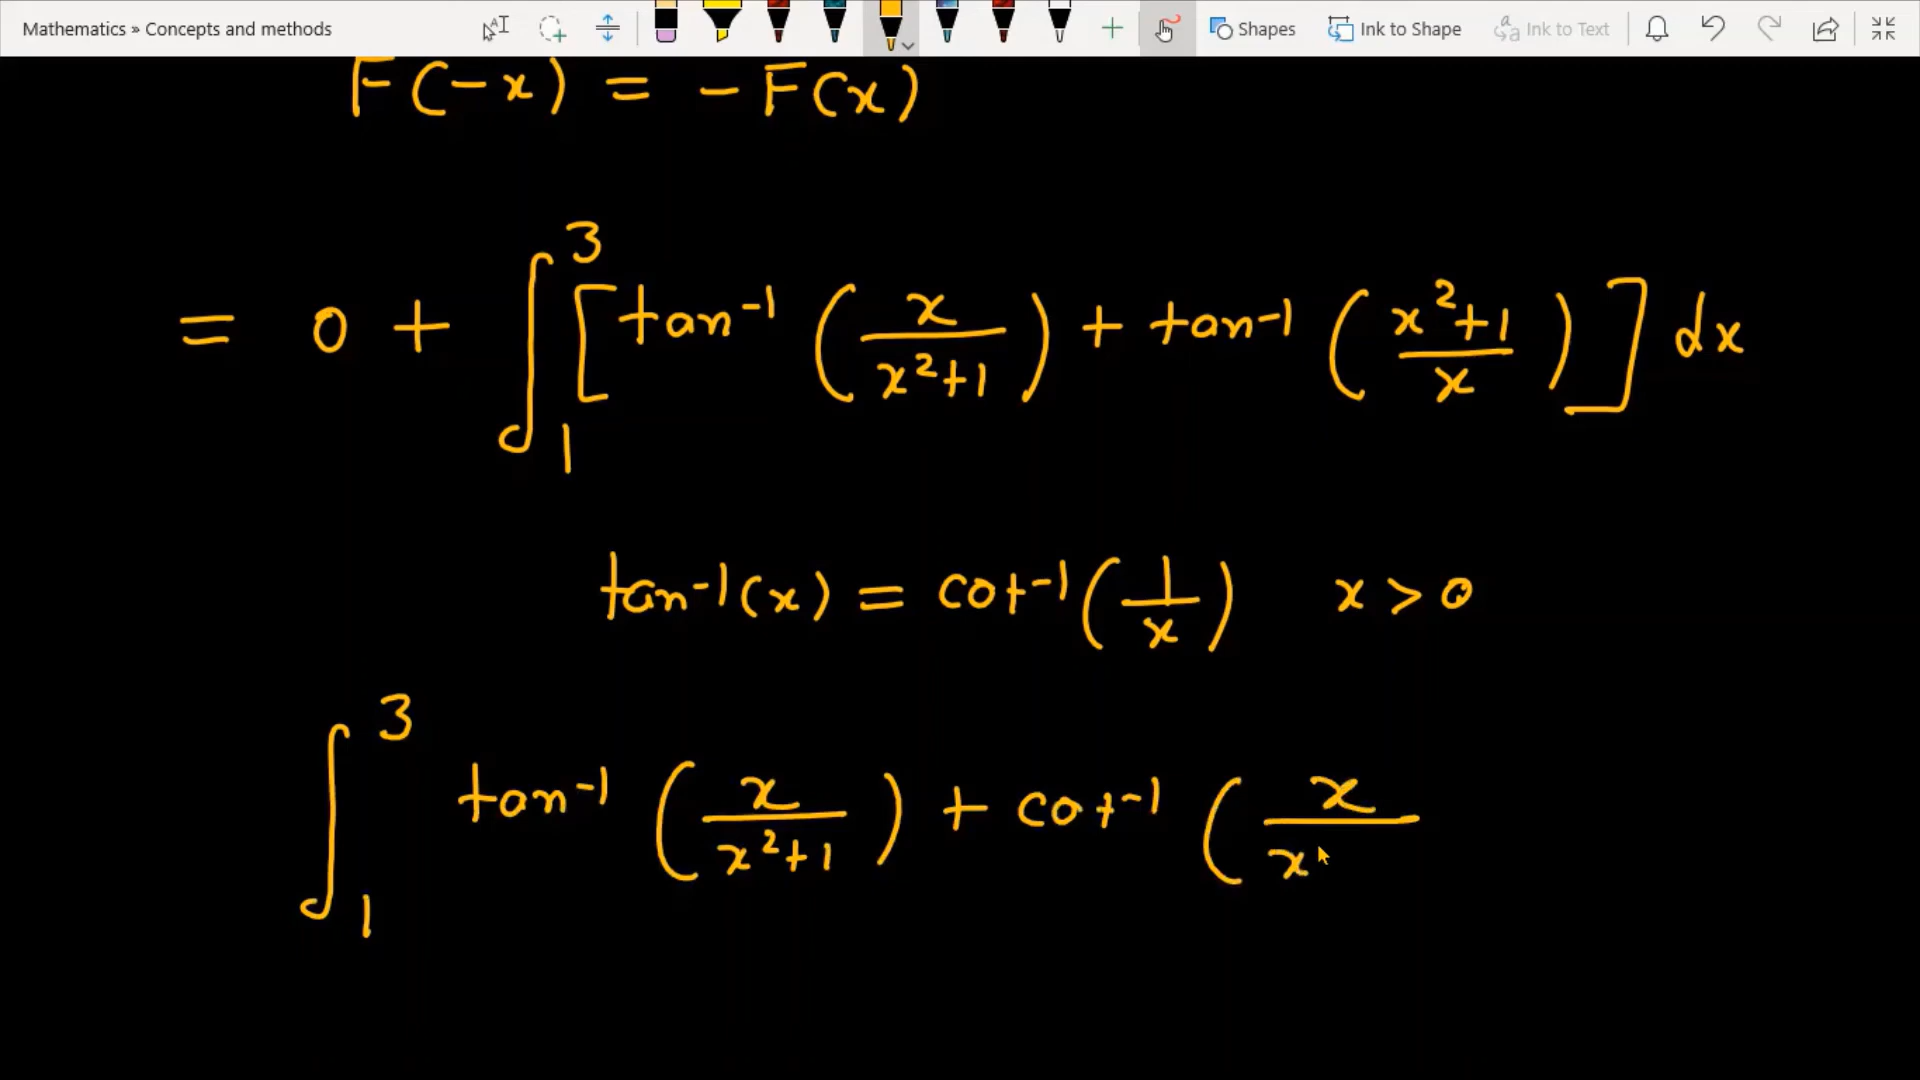 Mathematics » Concepts and methods Shapes Ink to Shape Ink to Text
F(-x) = - F(x)
= 0 + ∫₁³ [tan⁻¹ (x/(x²+1)) + tan⁻¹ ((x²+1)/x)] dx
tan⁻¹(x) = cot⁻¹(1/x) x > 0
∫₁³ tan⁻¹ (x/(x²+1)) + cot⁻¹ (x/x